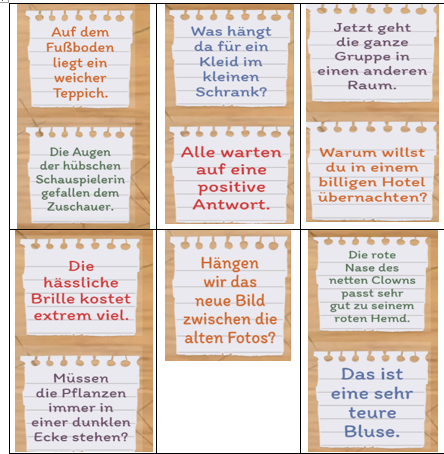 Auf dem
Fußboden
liegt ein
weicher
Teppich.
Die Augen
der hübschen
Schauspielerin
gefallen dem
Zuschauer.
Was hängt
da für ein
Kleid im
kleinen
Schrank?
Alle warten
auf eine
positive
Antwort.
Jetzt geht
die ganze
Gruppe in
einen anderen
Raum.
Warum willst
du in einem
billigen Hotel
übernachten?
Die
hässliche
Brille kostet
extrem viel.
Müssen
die Pflanzen
immer in
einer dunklen
Ecke stehen?
Hängen
wir das
neue Bild
zwischen die
alten Fotos?
Die rote
Nase des
netten Clowns
passt sehr
gut zu seinem
roten Hemd.
Das ist
eine sehr
teure
Bluse.